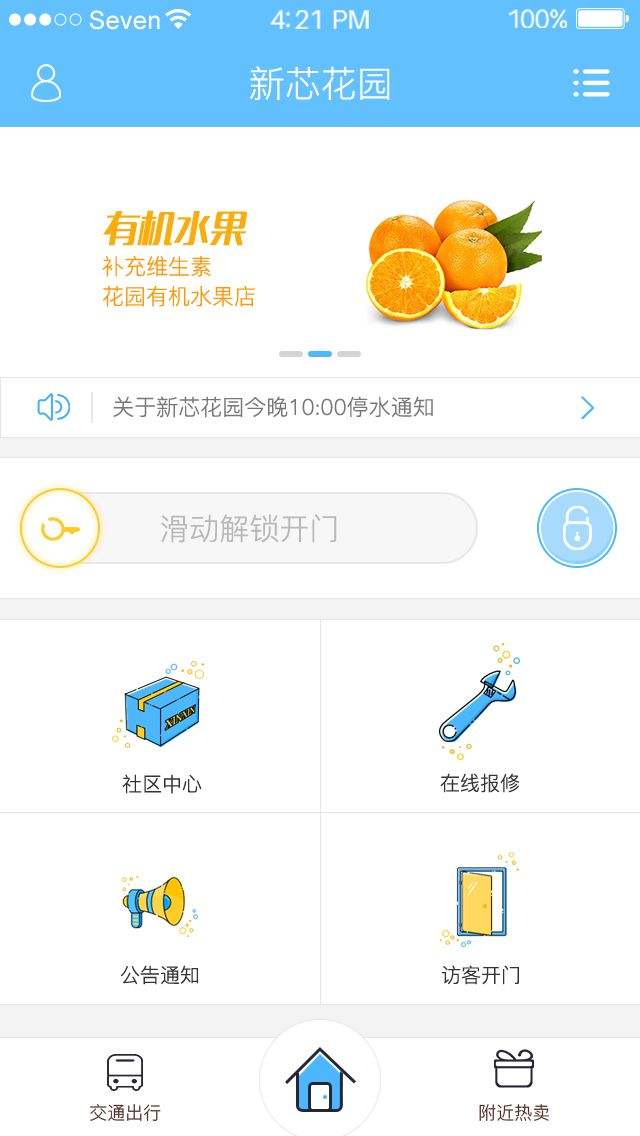 Seven 4:21 PM 100%
新芯花园
有机水果
补充维生素
花园有机水果店
关于新芯花园今晚10:00停水通知
滑动解锁开门
社区中心
在线报修
公告通知
访客开门
交通出行
附近热卖